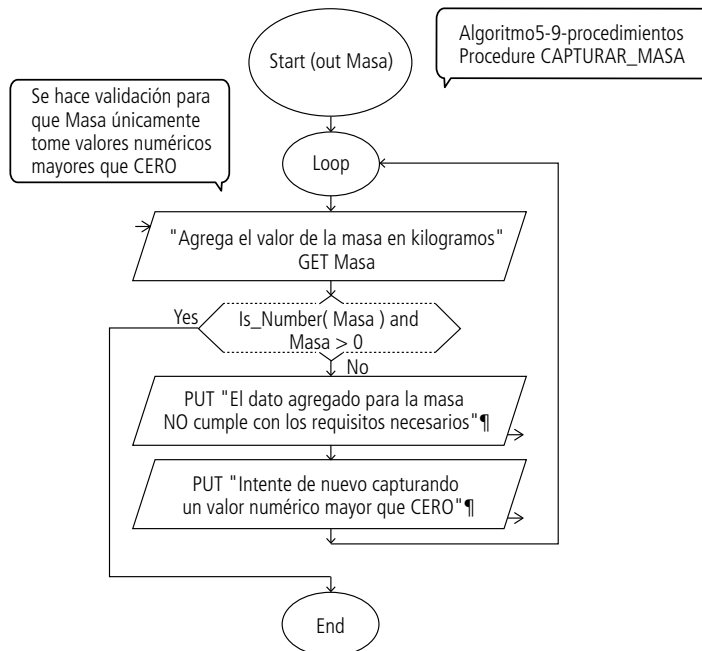 Algoritmo5-9-procedimientos
Procedure CAPTURAR_MASA
Start (out Masa)
Se hace validación para
que Masa únicamente
tome valores numéricos
mayores que CERO
Loop
"Agrega el valor de la masa en kilogramos"
GET Masa
Yes
Is_Number( Masa ) and
Masa > 0
No
PUT "El dato agregado para la masa
NO cumple con los requisitos necesarios"¶
PUT "Intente de nuevo capturando
un valor numérico mayor que CERO"¶
End